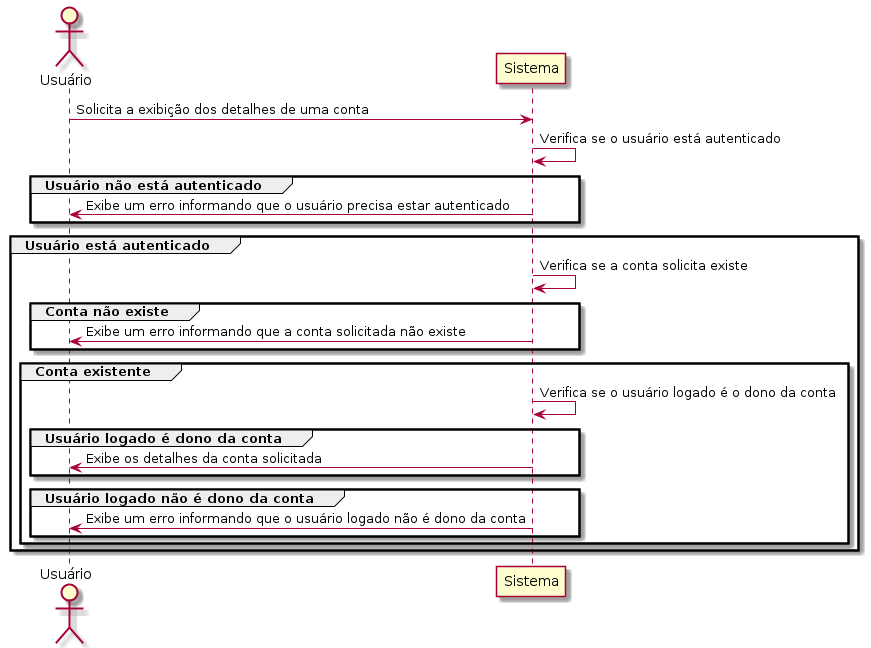 Usuário
Sistema
Solicita a exibição dos detalhes de uma conta
Verifica se o usuário está autenticado
Usuário não está autenticado
Exibe um erro informando que o usuário precisa estar autenticado
Usuário está autenticado
Verifica se a conta solicita existe
Conta não existe
Exibe um erro informando que a conta solicitada não existe
Conta existente
Verifica se o usuário logado é o dono da conta
Usuário logado é dono da conta
Exibe os detalhes da conta solicitada
Usuário logado não é dono da conta
Exibe um erro informando que o usuário logado não é dono da conta
Usuário
Sistema